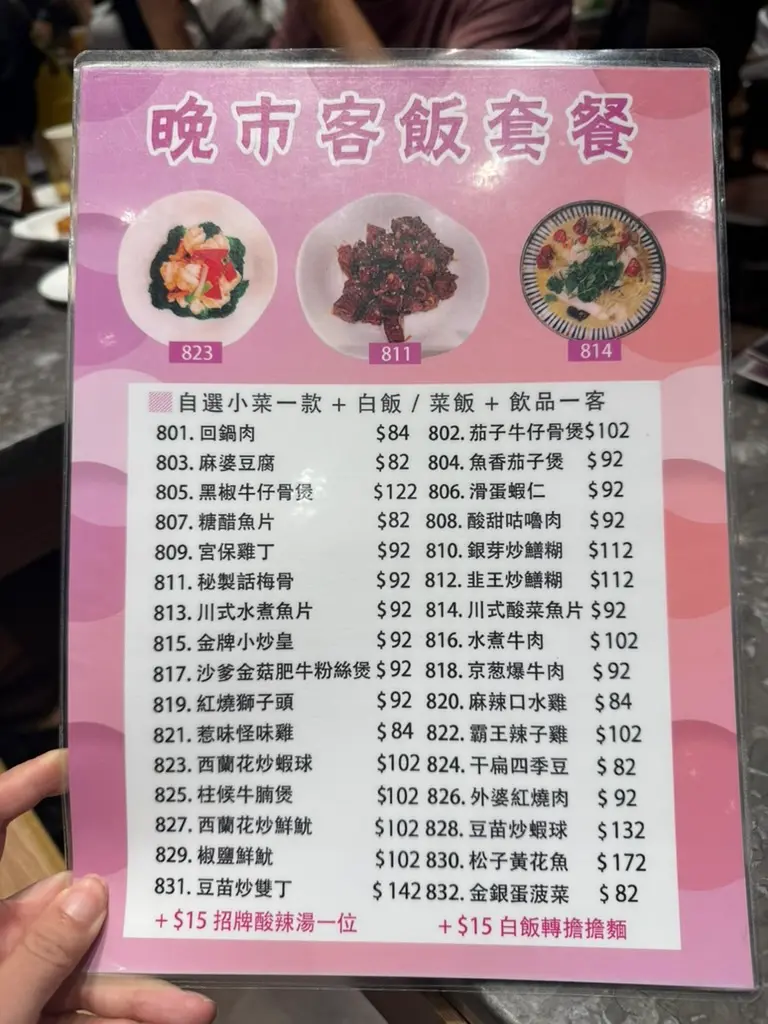 晚市客飯套餐
823
811
814
自選小菜一款 + 白飯 / 菜飯 + 飲品一客
801. 回鍋肉 $84 802. 茄子牛仔骨煲 $102
803. 麻婆豆腐 $82 804. 魚香茄子煲 $92
805. 黑椒牛仔骨煲 $122 806. 滑蛋蝦仁 $92
807. 糖醋魚片 $82 808. 酸甜咕嚕肉 $92
809. 宮保雞丁 $92 810. 銀芽炒鱔糊 $112
811. 秘製話梅骨 $92 812. 韭王炒鱔糊 $112
813. 川式水煮魚片 $92 814. 川式酸菜魚片 $92
815. 金牌小炒皇 $92 816. 水煮牛肉 $102
817. 沙爹金菇肥牛粉絲煲 $92 818. 京葱爆牛肉 $92
819. 紅燒獅子頭 $92 820. 麻辣口水雞 $84
821. 惹味怪味雞 $84 822. 霸王辣子雞 $102
823. 西蘭花炒蝦球 $102 824. 干扁四季豆 $82
825. 柱候牛腩煲 $102 826. 外婆紅燒肉 $92
827. 西蘭花炒鮮魷 $102 828. 豆苗炒蝦球 $132
829. 椒鹽鮮魷 $102 830. 松子黃花魚 $172
831. 豆苗炒雙丁 $142 832. 金銀蛋菠菜 $82
+ $15 招牌酸辣湯一位 + $15 白飯轉擔擔麵